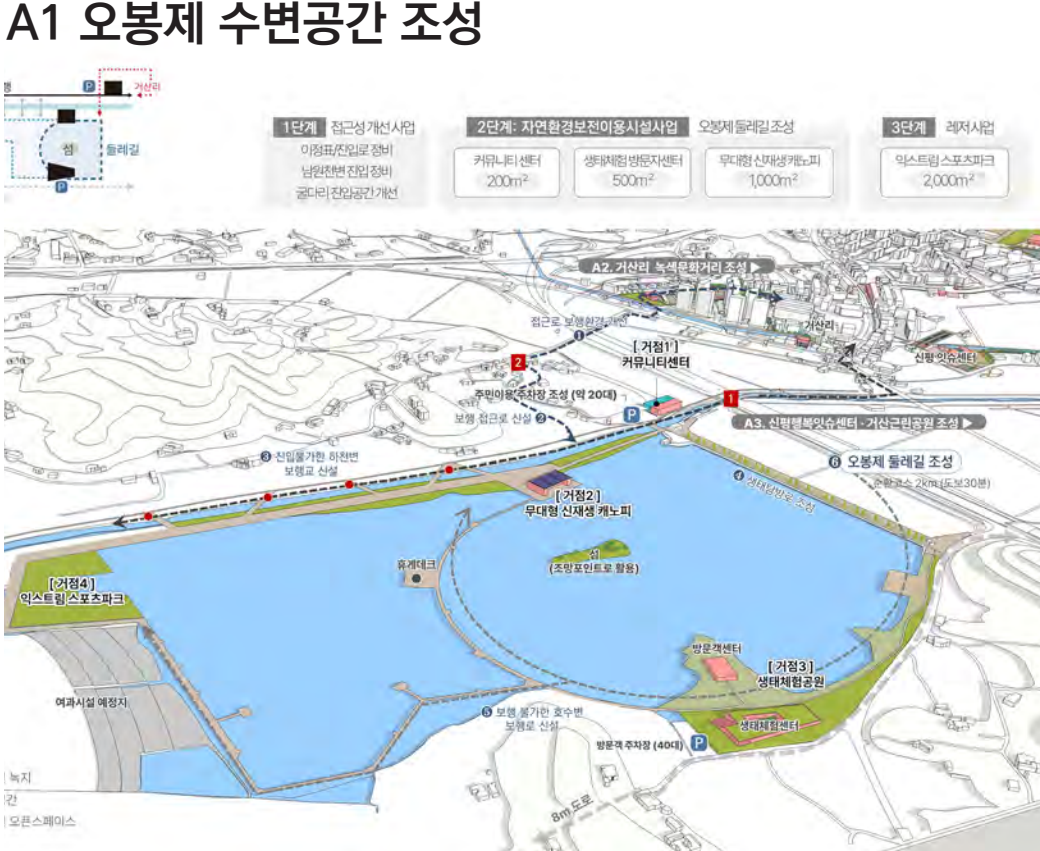 A1 오봉제 수변공간 조성
행
P
거산리
섬
둘레길
P
1단계 접근성 개선 사업
이정표/진입로 정비
남원천변 진입 정비
굴다리 진입공간 개선
2단계: 자연환경보전이용시설사업 오봉제 둘레길 조성
커뮤니티 센터
200m²
생태체험 방문자센터
500m²
무대형 신재생 캐노피
1,000m²
3단계 레저 사업
익스트림 스포츠파크
2,000m²
A2. 거산리 녹색문화거리 조성 ▶
접근로 보행환경 개선
1
거산리
[ 거점1 ]
커뮤니티센터
신평 잇슈센터
2
주민이용 주차장 조성 (약 20대)
P
1
보행 접근로 신설 2
A3. 신평행복잇슈센터 · 거산근린공원 조성 ▶
3 진입불가한 하천변
보행교 신설
6 오봉제 둘레길 조성
순환코스 2km (도보30분)
4 생태탐방로 조성
[ 거점2 ]
무대형 신재생 캐노피
섬
(조망포인트로 활용)
휴게데크
[ 거점4 ]
익스트림 스포츠파크
방문객센터
[ 거점3 ]
생태체험공원
여과시설 예정지
5 보행 불가한 호수변
보행로 신설
생태체험센터
방문객 주차장 (40대)
P
녹지
간
오픈스페이스
8m 도로